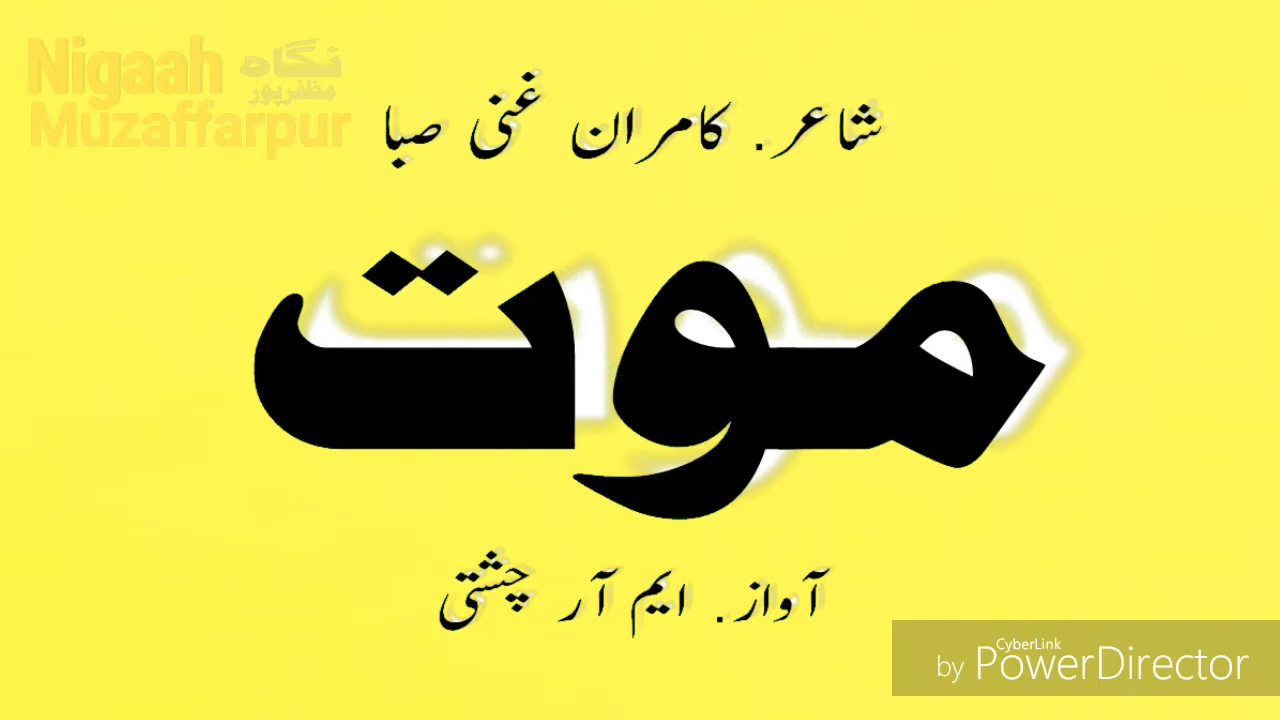 Nigaah نگاہ
Muzaffarpur مظفرپور
شاعر. کامران غنی صبا
موت
آواز. ایم آر چشتی
CyberLink
by PowerDirector